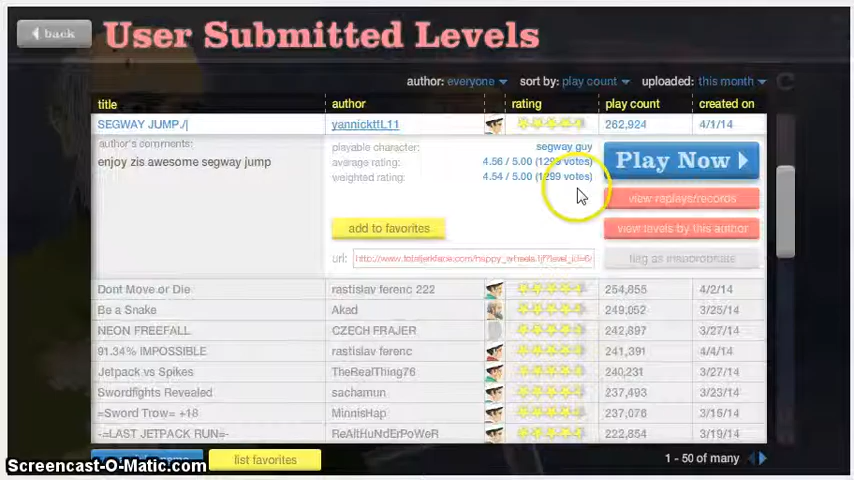 back
User Submitted Levels
author: everyone sort by: play count uploaded: this month
title author rating play count created on
SEGWAY JUMP./| 262,924 4/1/14
author's comments:
enjoy zis awesome segway jump
playable character: segway guy
average rating: 4.56 / 5.00 (1299 votes)
weighted rating: 4.54 / 5.00 (1299 votes)
Play Now
view replays/records
add to favorites
view levels by this author
url:
flag as inappropriate
Dont Move or Die rastislav ferenc 222 254,855 4/2/14
Be a Snake Akad 249,052 3/25/14
NEON FREEFALL CZECH FRAJER 242,897 3/27/14
91.34% IMPOSSIBLE rastislav ferenc 241,391 4/4/14
Jetpack vs Spikes TheRealThing76 240,231 3/27/14
Swordfights Revealed sachamun 237,493 3/23/14
=Sword Trow= +18 MinnisHap 237,076 3/16/14
-=LAST JETPACK RUN=- ReAltHuNdErPoWeR 222,854 3/19/14
list favorites
1 - 50 of many
Screencast-O-Matic.com